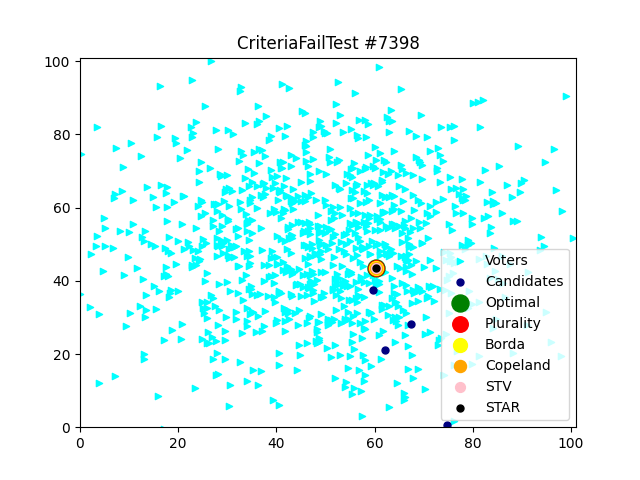 CriteriaFailTest #7398
100
80
60
40
20
0
0
20
40
60
80
100
Voters
Candidates
Optimal
Plurality
Borda
Copeland
STV
STAR